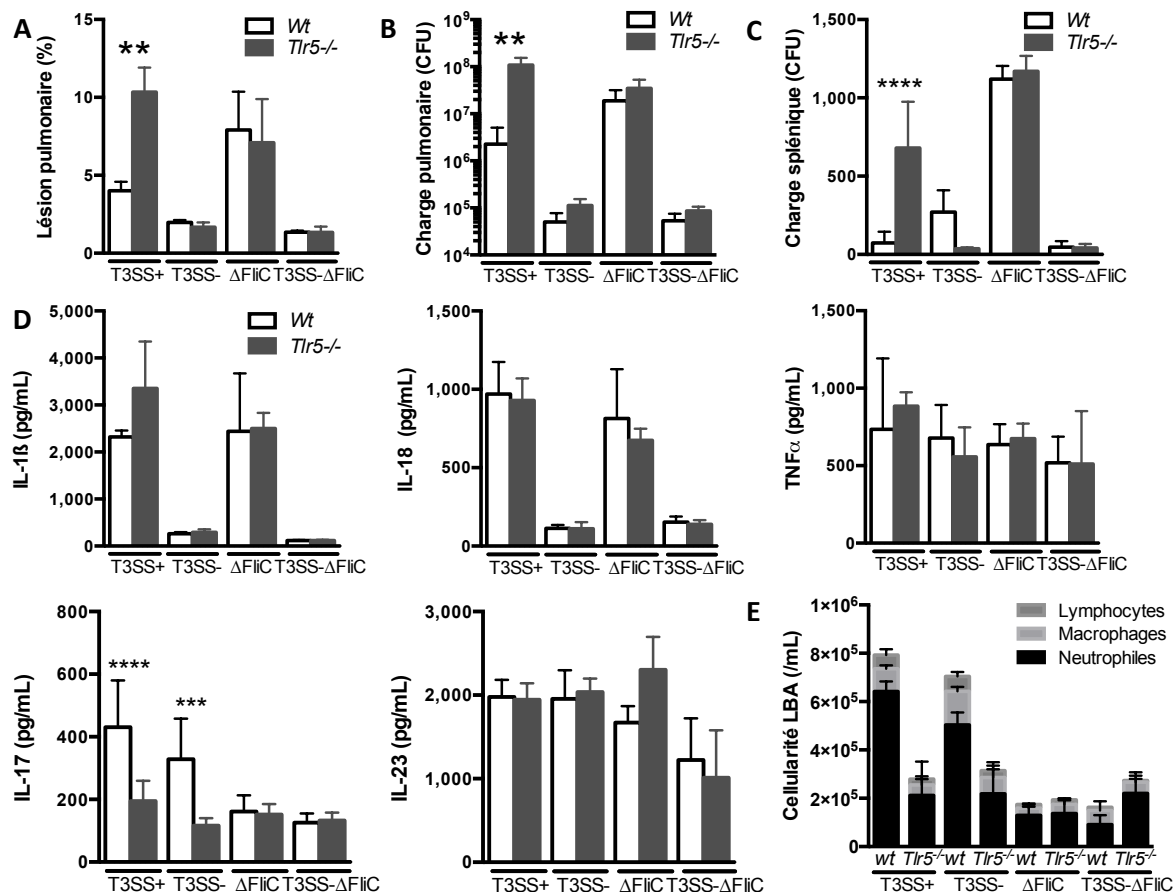 A
Lésion pulmonaire (%)
15
10
5
0
**
Wt
Tlr5-/-
T3SS+ T3SS- ΔFliC T3SS-ΔFliC
B
Charge pulmonaire (CFU)
10⁹
10⁸
10⁷
10⁶
10⁵
10⁴
**
Wt
Tlr5-/-
T3SS+ T3SS- ΔFliC T3SS-ΔFliC
C
Charge splénique (CFU)
1,500
1,000
500
0
****
Wt
Tlr5-/-
T3SS+ T3SS- ΔFliC T3SS-ΔFliC
D
IL-1ß (pg/mL)
5,000
4,000
3,000
2,000
1,000
0
Wt
Tlr5-/-
T3SS+ T3SS- ΔFliC T3SS-ΔFliC
IL-18 (pg/mL)
1,500
1,000
500
0
T3SS+ T3SS- ΔFliC T3SS-ΔFliC
TNFα (pg/mL)
1,500
1,000
500
0
T3SS+ T3SS- ΔFliC T3SS-ΔFliC
IL-17 (pg/mL)
800
600
400
200
0
****
***
T3SS+ T3SS- ΔFliC T3SS-ΔFliC
IL-23 (pg/mL)
3,000
2,000
1,000
0
T3SS+ T3SS- ΔFliC T3SS-ΔFliC
E
Cellularité LBA (/mL)
1×10⁶
8×10⁵
6×10⁵
4×10⁵
2×10⁵
0
Lymphocytes
Macrophages
Neutrophiles
wt Tlr5⁻/⁻ wt Tlr5⁻/⁻ wt Tlr5⁻/⁻ wt Tlr5⁻/⁻
T3SS+ T3SS- ΔFliC T3SS-ΔFliC